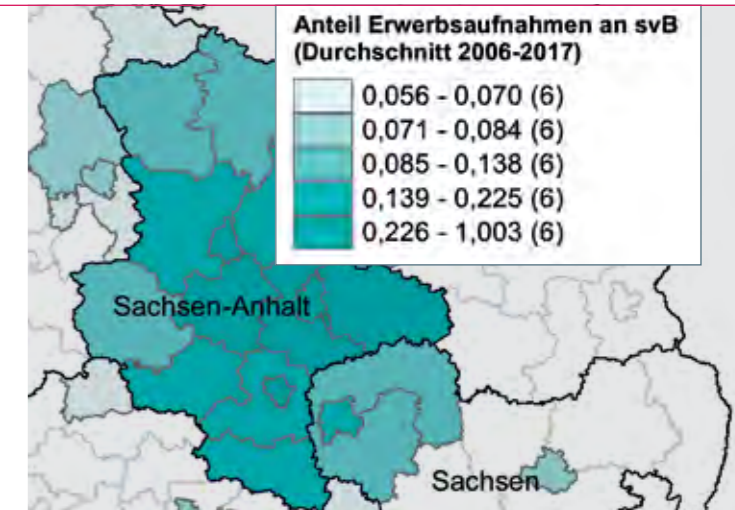 Anteil Erwerbsaufnahmen an svB
(Durchschnitt 2006-2017)
0,056 - 0,070 (6)
0,071 - 0,084 (6)
0,085 - 0,138 (6)
0,139 - 0,225 (6)
0,226 - 1,003 (6)
Sachsen-Anhalt
Sachsen